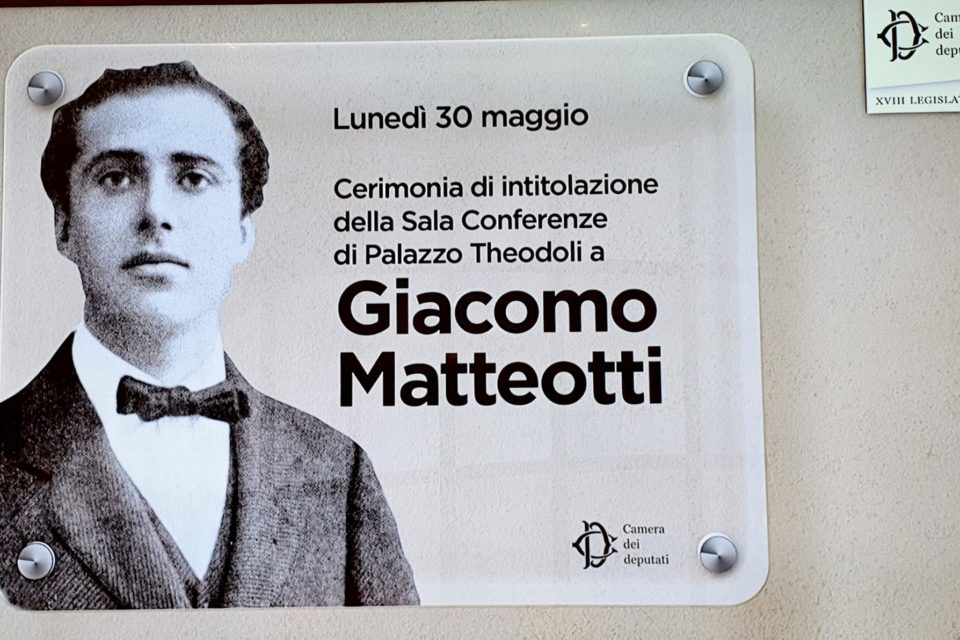 Lunedì 30 maggio
Cerimonia di intitolazione
della Sala Conferenze
di Palazzo Theodoli a
Giacomo
Matteotti
Camera
dei
deputati
dei
XVIII